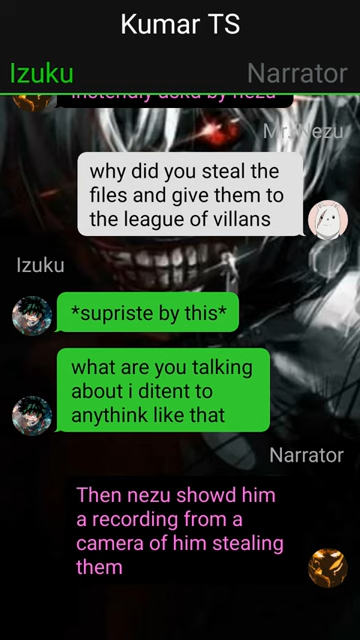 Kumar TS
Izuku
Narrator
by nezu
Mr. Nezu
why did you steal the
files and give them to
the league of villans
Izuku
*supriste by this*
what are you talking
about i ditent to
anythink like that
Narrator
Then nezu showd him
a recording from a
camera of him stealing
them